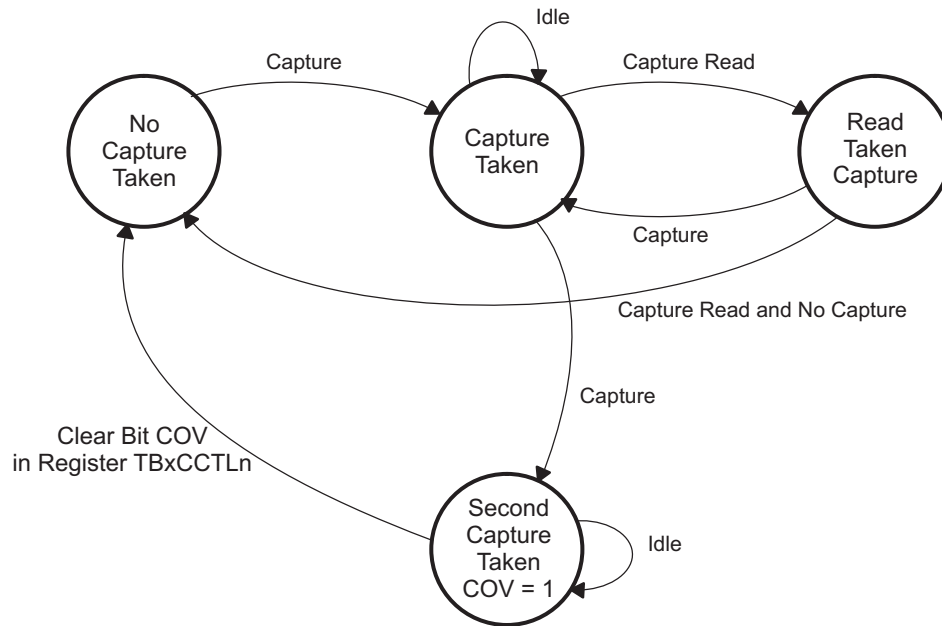 Idle
Capture
Capture Read
No
Capture
Taken
Capture
Taken
Read
Taken
Capture
Capture
Capture Read and No Capture
Capture
Clear Bit COV
in Register TBxCCTLn
Second
Capture
Taken
COV = 1
Idle